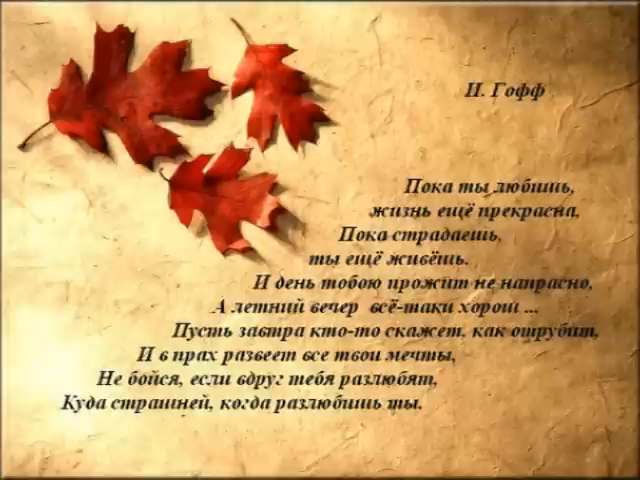 И. Гофф
Пока ты любишь,
жизнь ещё прекрасна,
Пока страдаешь,
ты ещё живёшь.
И день тобою прожит не напрасно,
А летний вечер всё-таки хорош ...
Пусть завтра кто-то скажет, как отрубит,
И в прах развеет все твои мечты,
Не бойся, если вдруг тебя разлюбят,
Куда страшней, когда разлюбишь ты.